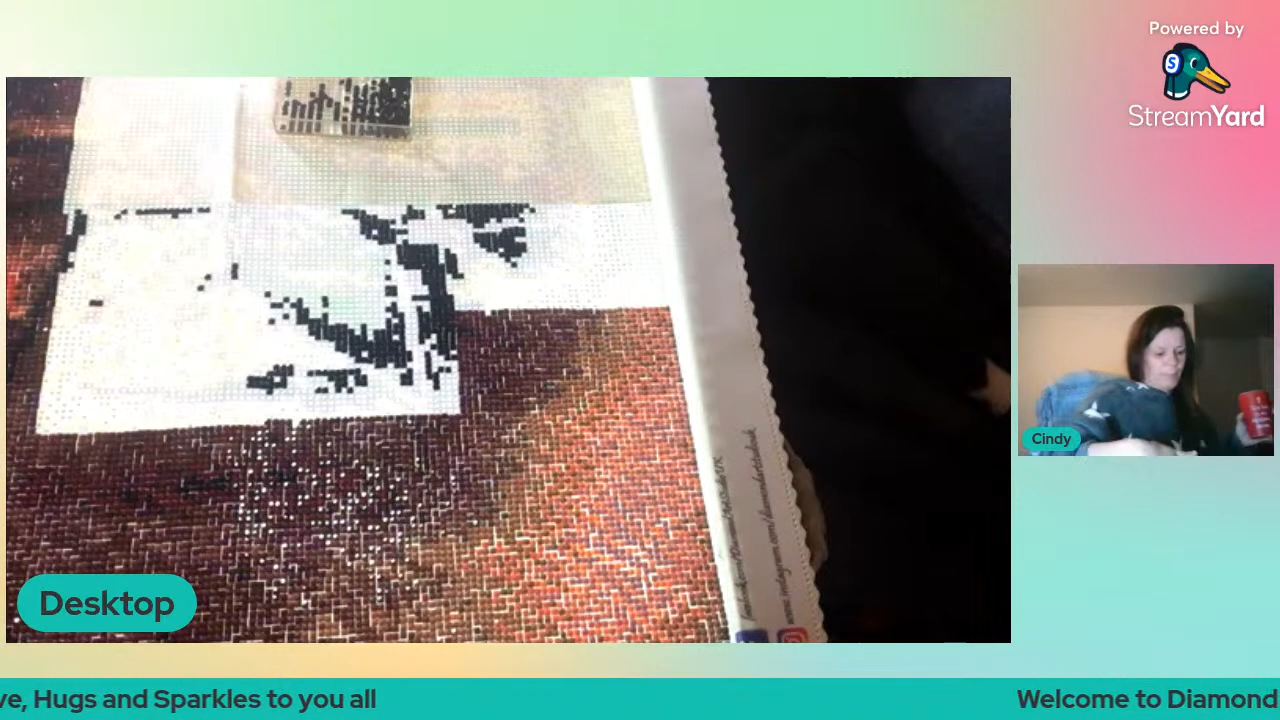 Powered by
StreamYard
Cindy
Desktop
ve, Hugs and Sparkles to you all
Welcome to Diamond